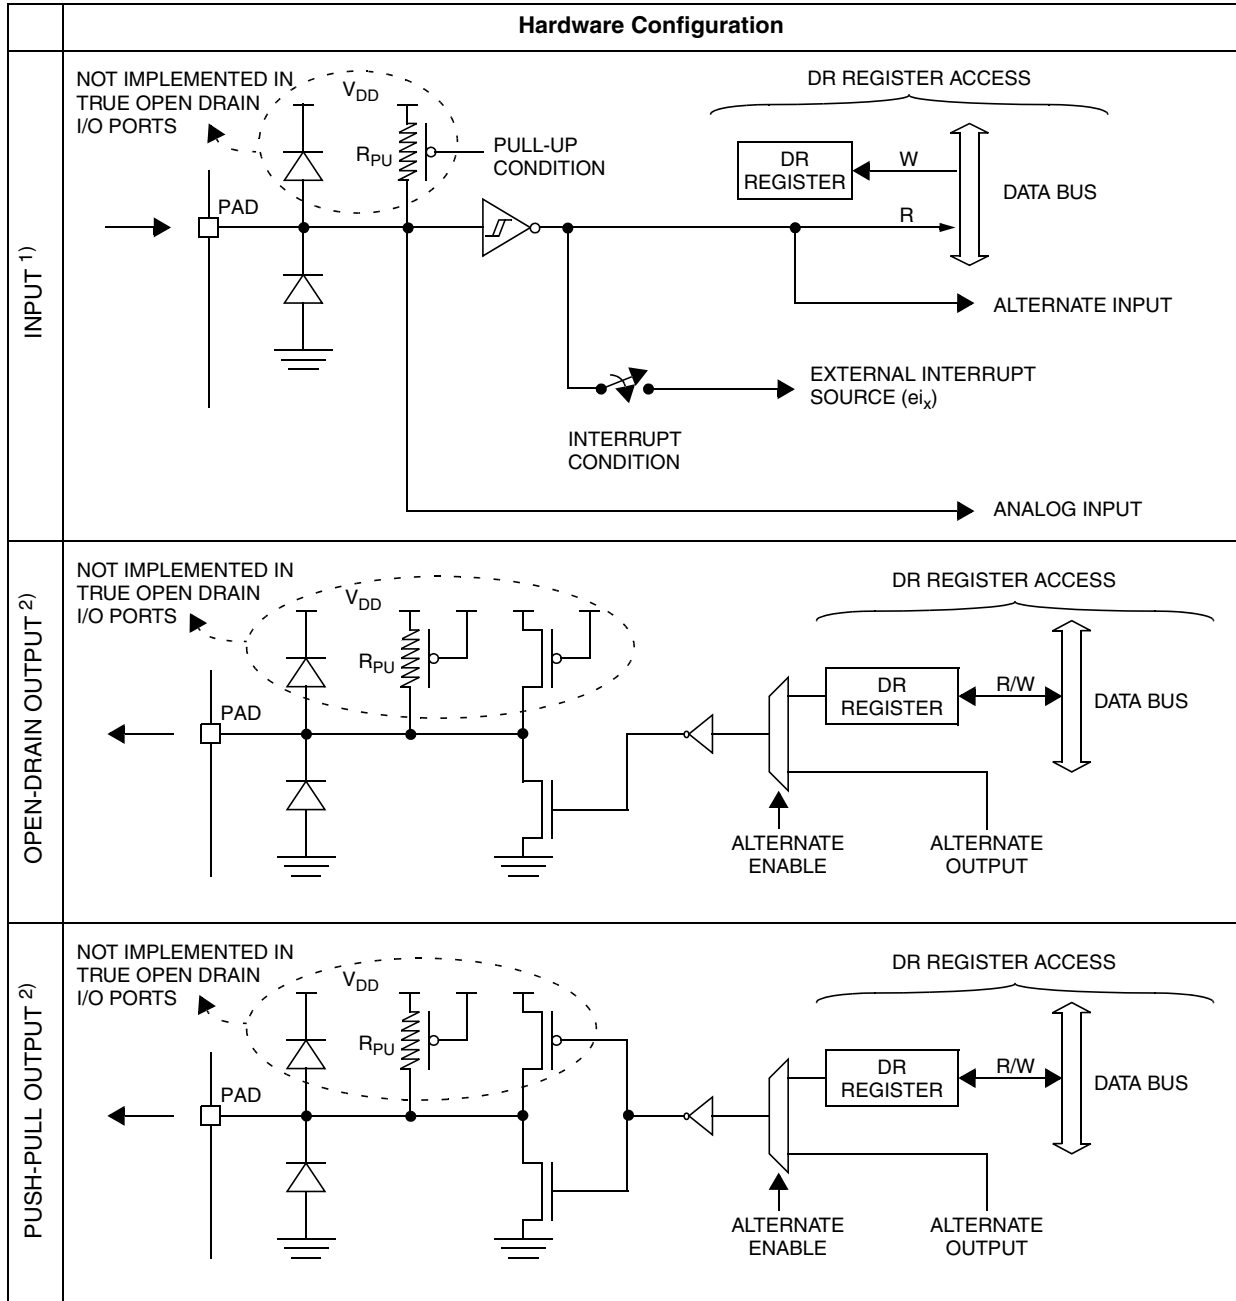 Hardware Configuration
INPUT 1)
NOT IMPLEMENTED IN
TRUE OPEN DRAIN
I/O PORTS
VDD
RPU
PULL-UP
CONDITION
PAD
DR REGISTER ACCESS
DR
REGISTER
W
R
DATA BUS
ALTERNATE INPUT
EXTERNAL INTERRUPT
SOURCE (eix)
INTERRUPT
CONDITION
ANALOG INPUT
OPEN-DRAIN OUTPUT 2)
NOT IMPLEMENTED IN
TRUE OPEN DRAIN
I/O PORTS
VDD
RPU
PAD
DR REGISTER ACCESS
DR
REGISTER
R/W
DATA BUS
ALTERNATE
ENABLE
ALTERNATE
OUTPUT
PUSH-PULL OUTPUT 2)
NOT IMPLEMENTED IN
TRUE OPEN DRAIN
I/O PORTS
VDD
RPU
PAD
DR REGISTER ACCESS
DR
REGISTER
R/W
DATA BUS
ALTERNATE
ENABLE
ALTERNATE
OUTPUT